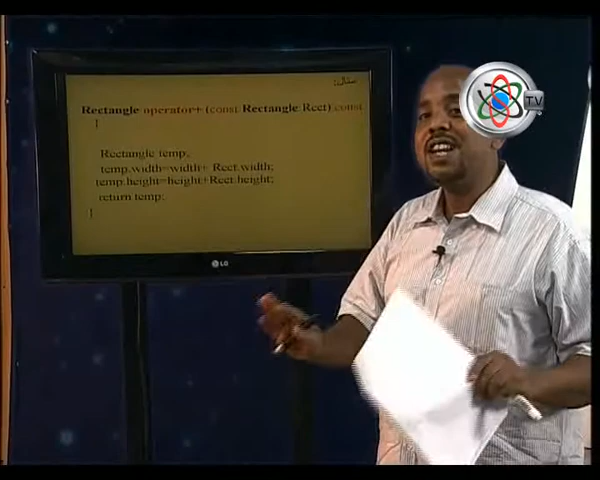 مثال:
Rectangle operator+ (const Rectangle Rect) const
{
Rectangle temp;
temp.width=width+ Rect.width;
temp.height=height+Rect.height;
return temp;
}
LG
TV